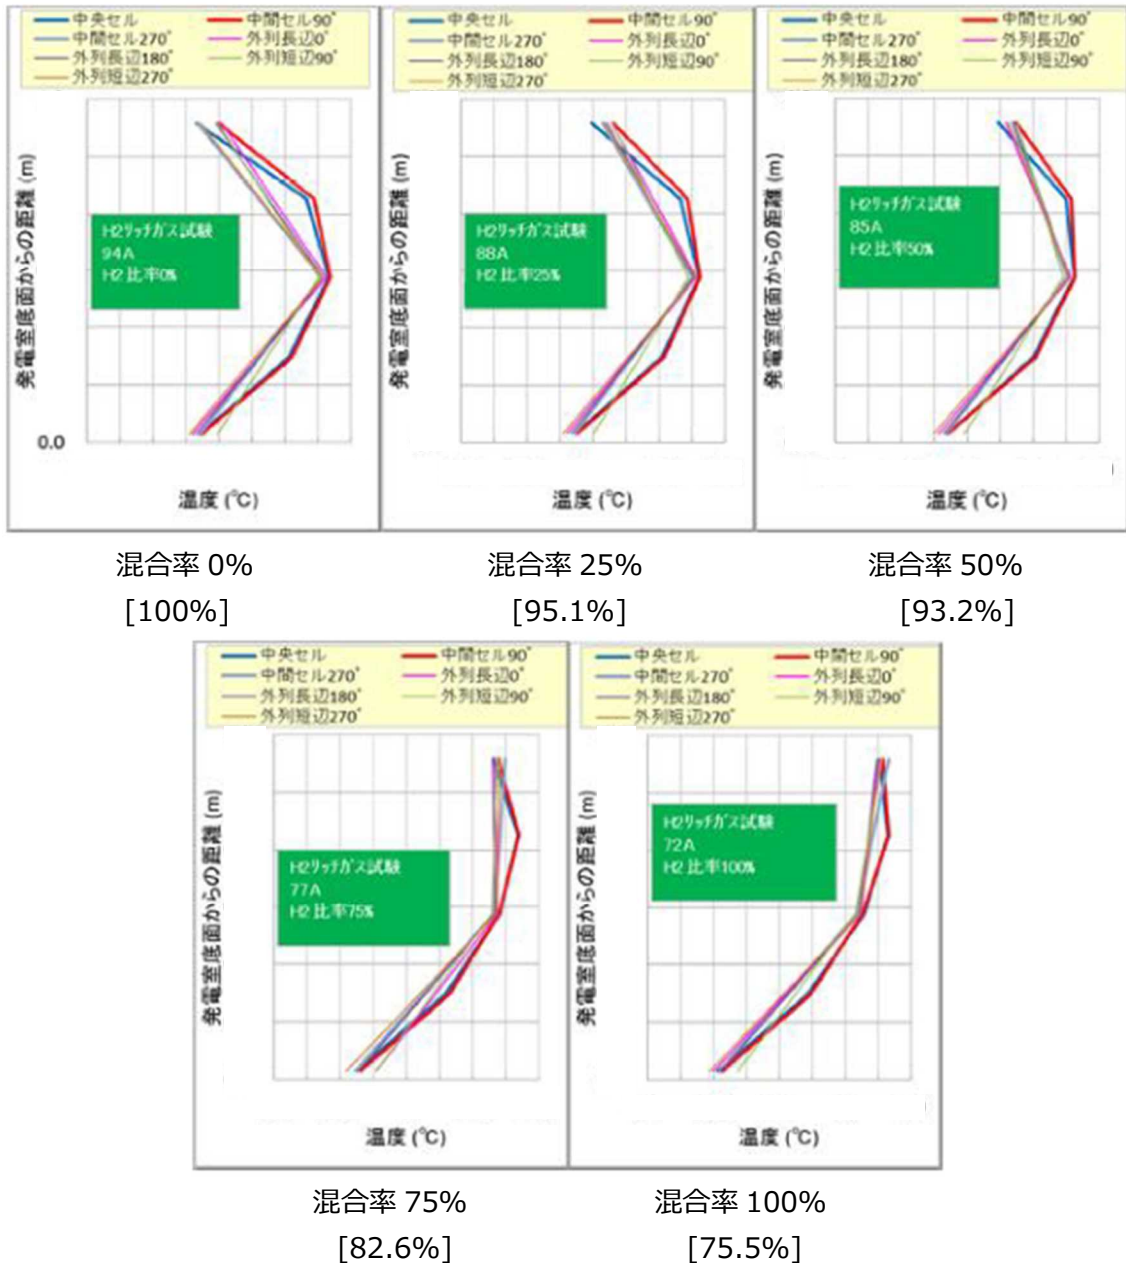 中央セル 中間セル90°
中間セル270° 外列長辺0°
外列長辺180° 外列短辺90°
外列短辺270°
発電室底面からの距離 (m)
H2リッチガス試験
94A
H2 比率0%
0.0
温度 (℃)
中央セル 中間セル90°
中間セル270° 外列長辺0°
外列長辺180° 外列短辺90°
外列短辺270°
発電室底面からの距離 (m)
H2リッチガス試験
88A
H2 比率25%
温度 (℃)
中央セル 中間セル90°
中間セル270° 外列長辺0°
外列長辺180° 外列短辺90°
外列短辺270°
発電室底面からの距離 (m)
H2リッチガス試験
85A
H2 比率50%
温度 (℃)
混合率 0% 混合率 25% 混合率 50%
[100%] [95.1%] [93.2%]
中央セル 中間セル90°
中間セル270° 外列長辺0°
外列長辺180° 外列短辺90°
外列短辺270°
発電室底面からの距離 (m)
H2リッチガス試験
77A
H2 比率75%
温度 (℃)
中央セル 中間セル90°
中間セル270° 外列長辺0°
外列長辺180° 外列短辺90°
外列短辺270°
発電室底面からの距離 (m)
H2リッチガス試験
72A
H2 比率100%
温度 (℃)
混合率 75% 混合率 100%
[82.6%] [75.5%]